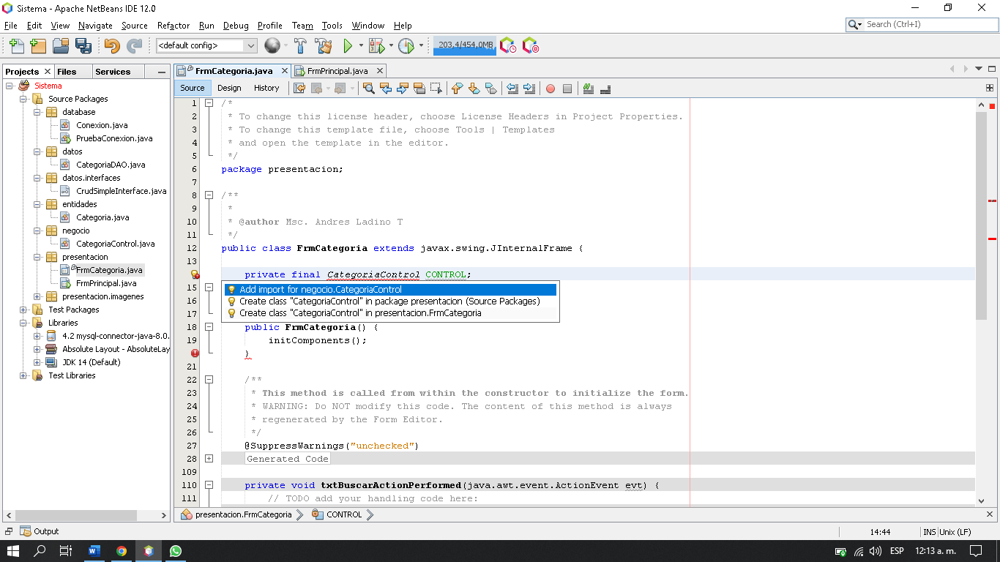 Sistema - Apache NetBeans IDE 12.0
File Edit View Navigate Source Refactor Run Debug Profile Team Tools Window Help
Search (Ctrl+I)
<default config>
203,4/454,0MB
Projects Files Services
FrmCategoria.java FrmPrincipal.java
Source Design History
Sistema
Source Packages
database
Conexion.java
PruebaConexion.java
datos
CategoriaDAO.java
datos.interfaces
CrudSimpleInterface.java
entidades
Categoria.java
negocio
CategoriaControl.java
presentacion
FrmCategoria.java
FrmPrincipal.java
presentacion.imagenes
Test Packages
Libraries
4.2 mysql-connector-java-8.0.
Absolute Layout - AbsoluteLay
JDK 14 (Default)
Test Libraries
1 /*
2 * To change this license header, choose License Headers in Project Properties.
3 * To change this template file, choose Tools | Templates
4 * and open the template in the editor.
5 */
6 package presentacion;
7
8 /**
9 *
10 * @author Msc. Andres Ladino T
11 */
12 public class FrmCategoria extends javax.swing.JInternalFrame {
13
private final CategoriaControl CONTROL;
15
Add import for negocio.CategoriaControl
16
Create class "CategoriaControl" in package presentacion (Source Packages)
17
Create class "CategoriaControl" in presentacion.FrmCategoria
18 public FrmCategoria() {
19 initComponents();
}
21
22 /**
23 * This method is called from within the constructor to initialize the form.
24 * WARNING: Do NOT modify this code. The content of this method is always
25 * regenerated by the Form Editor.
26 */
27 @SuppressWarnings("unchecked")
28 Generated Code
109
110 private void txtBuscarActionPerformed(java.awt.event.ActionEvent evt) {
111 // TODO add your handling code here:
presentacion.FrmCategoria CONTROL
Output
14:44 INS Unix (LF)
ESP 12:13 a. m.